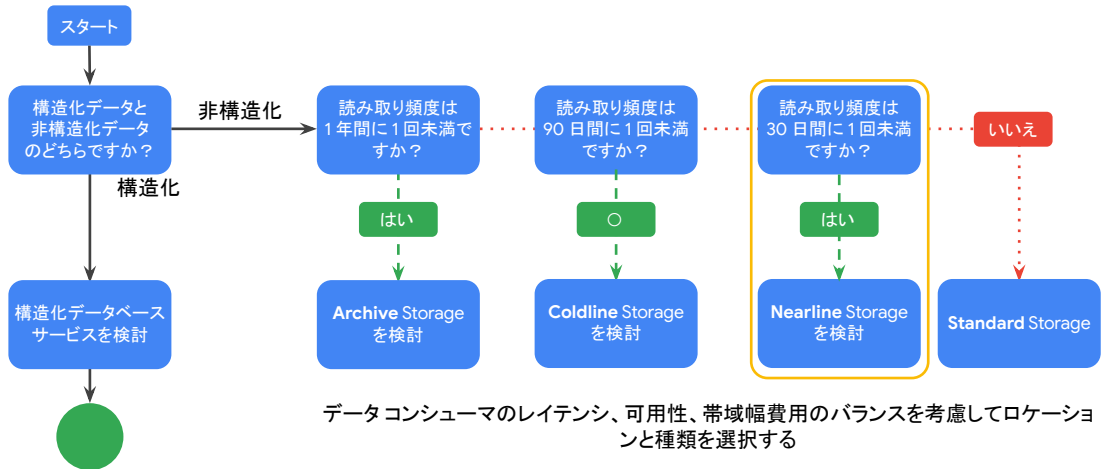 スタート
構造化データと
非構造化データ
のどちらですか？
非構造化
構造化
読み取り頻度は
1 年間に 1 回未満で
すか？
読み取り頻度は
90 日間に 1 回未満
ですか？
読み取り頻度は
30 日間に 1 回未満
ですか？
いいえ
はい
〇
はい
構造化データベース
サービスを検討
Archive Storage
を検討
Coldline Storage
を検討
Nearline Storage
を検討
Standard Storage
データ コンシューマのレイテンシ、可用性、帯域幅費用のバランスを考慮してロケーショ
ンと種類を選択する